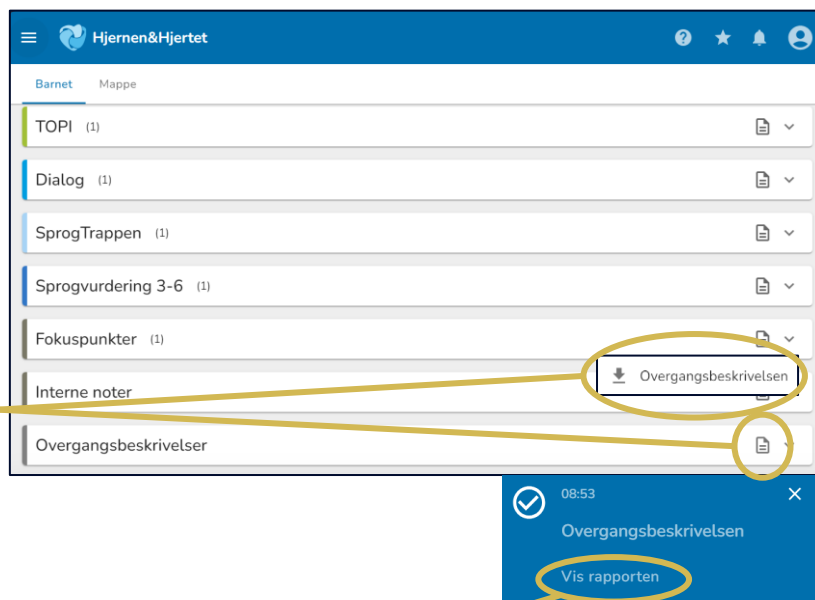 Hjernen&Hjertet
Barnet Mappe
TOPI (1)
Dialog (1)
SprogTrappen (1)
Sprogvurdering 3-6 (1)
Fokuspunkter (1)
Overgangsbeskrivelsen
Interne noter
Overgangsbeskrivelser
08:53
Overgangsbeskrivelsen
Vis rapporten